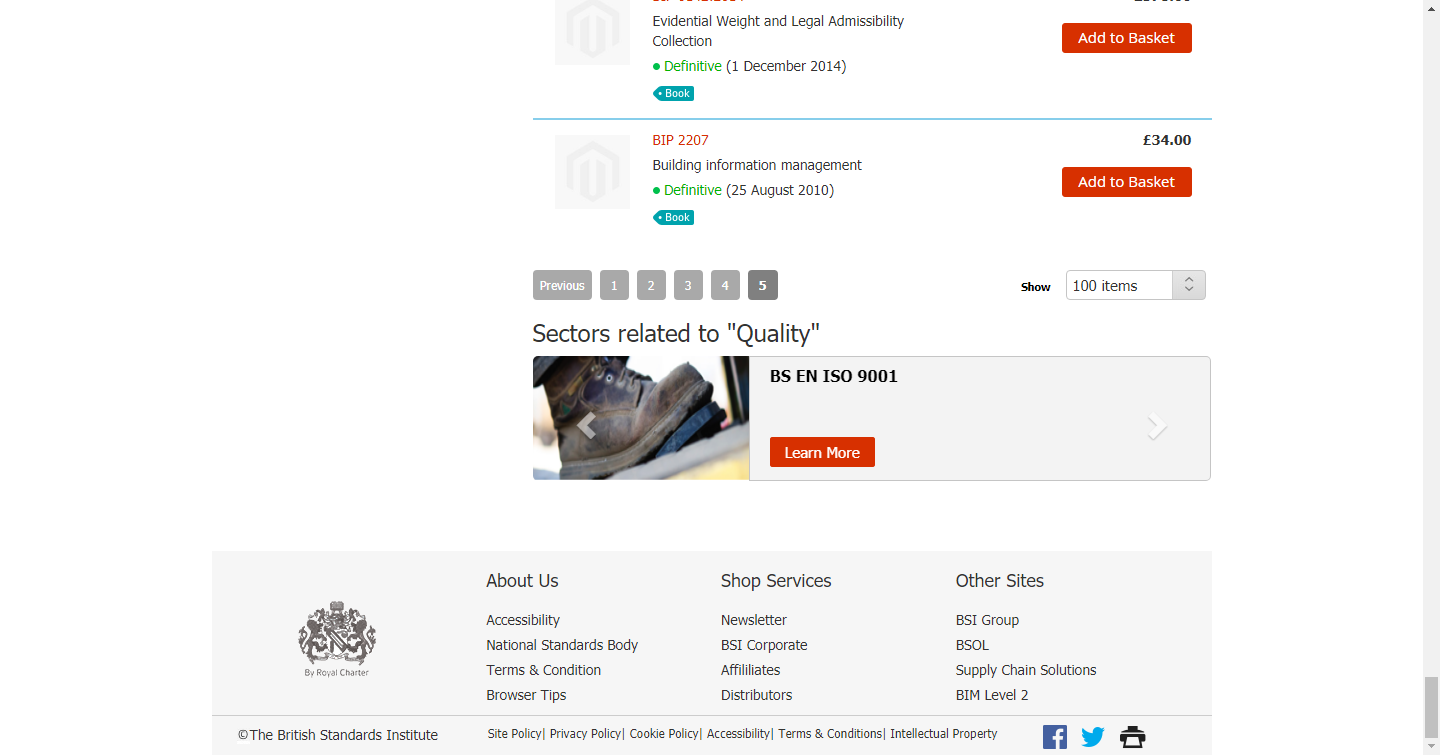 Evidential Weight and Legal Admissibility
Collection
Add to Basket
Definitive (1 December 2014)
Book
BIP 2207
£34.00
Building information management
Add to Basket
Definitive (25 August 2010)
Book
Previous 1 2 3 4 5
Show 100 items
Sectors related to "Quality"
BS EN ISO 9001
Learn More
About Us
Accessibility
National Standards Body
Terms & Condition
Browser Tips
Shop Services
Newsletter
BSI Corporate
Affililiates
Distributors
Other Sites
BSI Group
BSOL
Supply Chain Solutions
BIM Level 2
By Royal Charter
©The British Standards Institute
Site Policy| Privacy Policy| Cookie Policy| Accessibility| Terms & Conditions| Intellectual Property